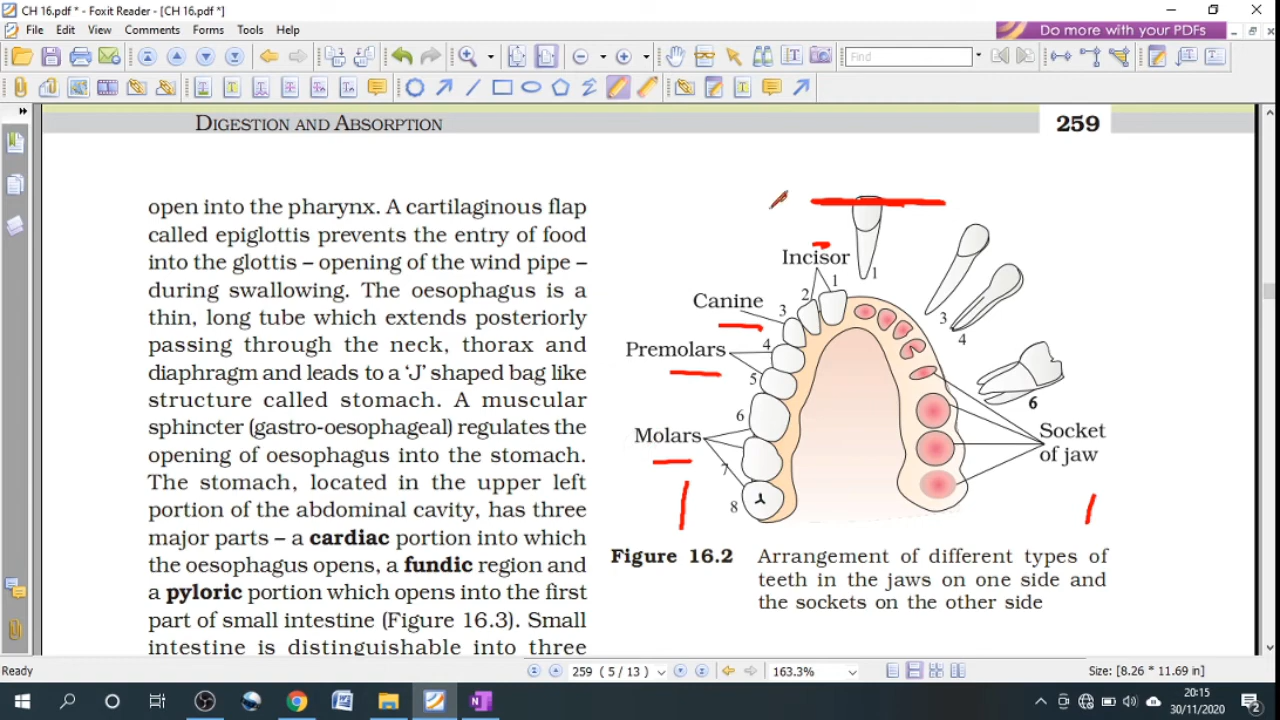 CH 16.pdf * - Foxit Reader - [CH 16.pdf *]
File Edit View Comments Forms Tools Help
Do more with your PDFs
Find
DIGESTION AND ABSORPTION
259
open into the pharynx. A cartilaginous flap
called epiglottis prevents the entry of food
into the glottis – opening of the wind pipe –
during swallowing. The oesophagus is a
thin, long tube which extends posteriorly
passing through the neck, thorax and
diaphragm and leads to a ‘J’ shaped bag like
structure called stomach. A muscular
sphincter (gastro-oesophageal) regulates the
opening of oesophagus into the stomach.
The stomach, located in the upper left
portion of the abdominal cavity, has three
major parts – a cardiac portion into which
the oesophagus opens, a fundic region and
a pyloric portion which opens into the first
part of small intestine (Figure 16.3). Small
intestine is distinguishable into three
Incisor
1
Canine
2
1
3
3
Premolars
4
4
5
6
6
Molars
Socket
of jaw
7
8
Figure 16.2 Arrangement of different types of
teeth in the jaws on one side and
the sockets on the other side
Ready
259 ( 5 / 13 )
163.3%
Size: [8.26 * 11.69 in]
20:15
30/11/2020
2